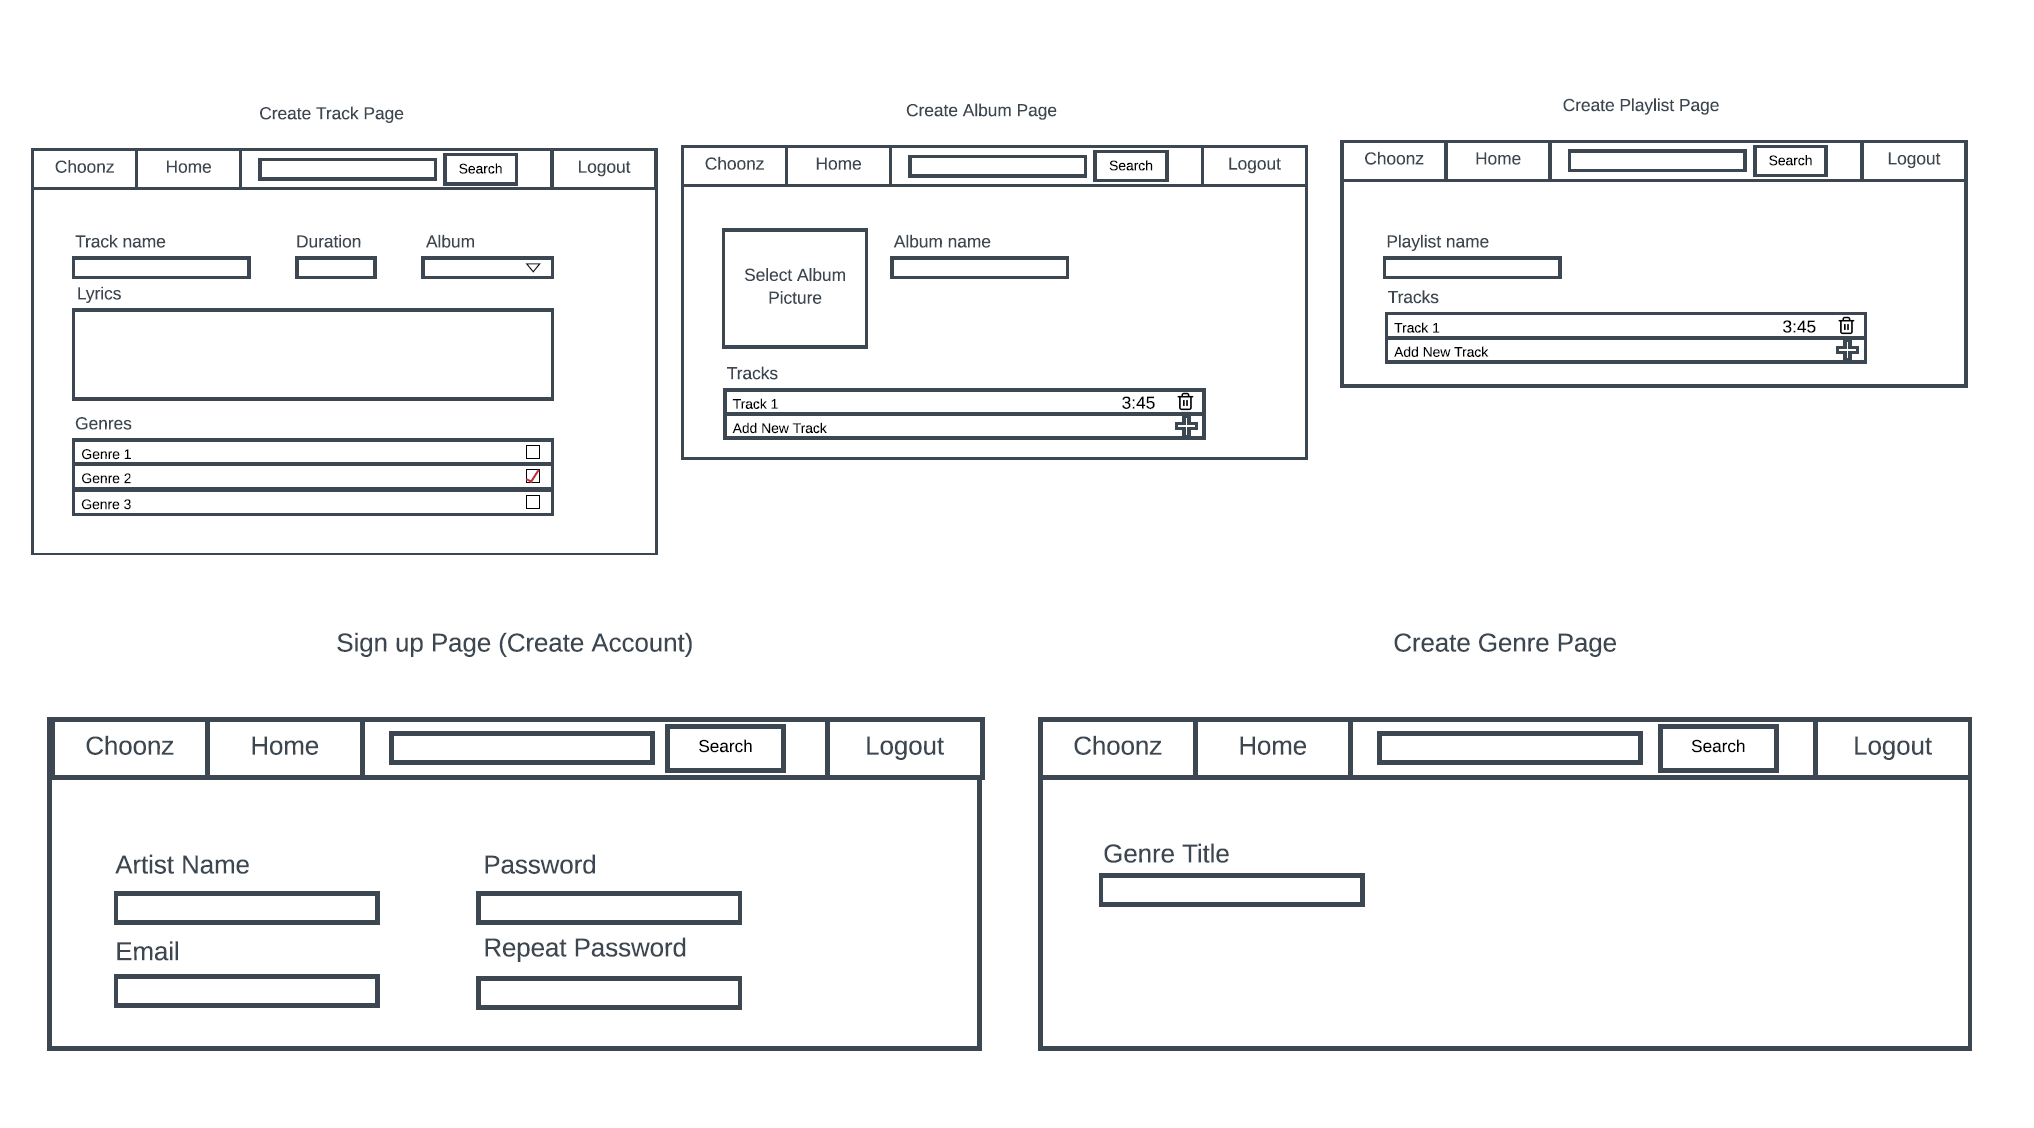 Create Track Page
Choonz Home Search Logout
Track name Duration Album
Lyrics
Genres
Genre 1
Genre 2
Genre 3
Create Album Page
Choonz Home Search Logout
Select Album
Picture
Album name
Tracks
Track 1 3:45
Add New Track
Create Playlist Page
Choonz Home Search Logout
Playlist name
Tracks
Track 1 3:45
Add New Track
Sign up Page (Create Account)
Choonz Home Search Logout
Artist Name Password
Email Repeat Password
Create Genre Page
Choonz Home Search Logout
Genre Title